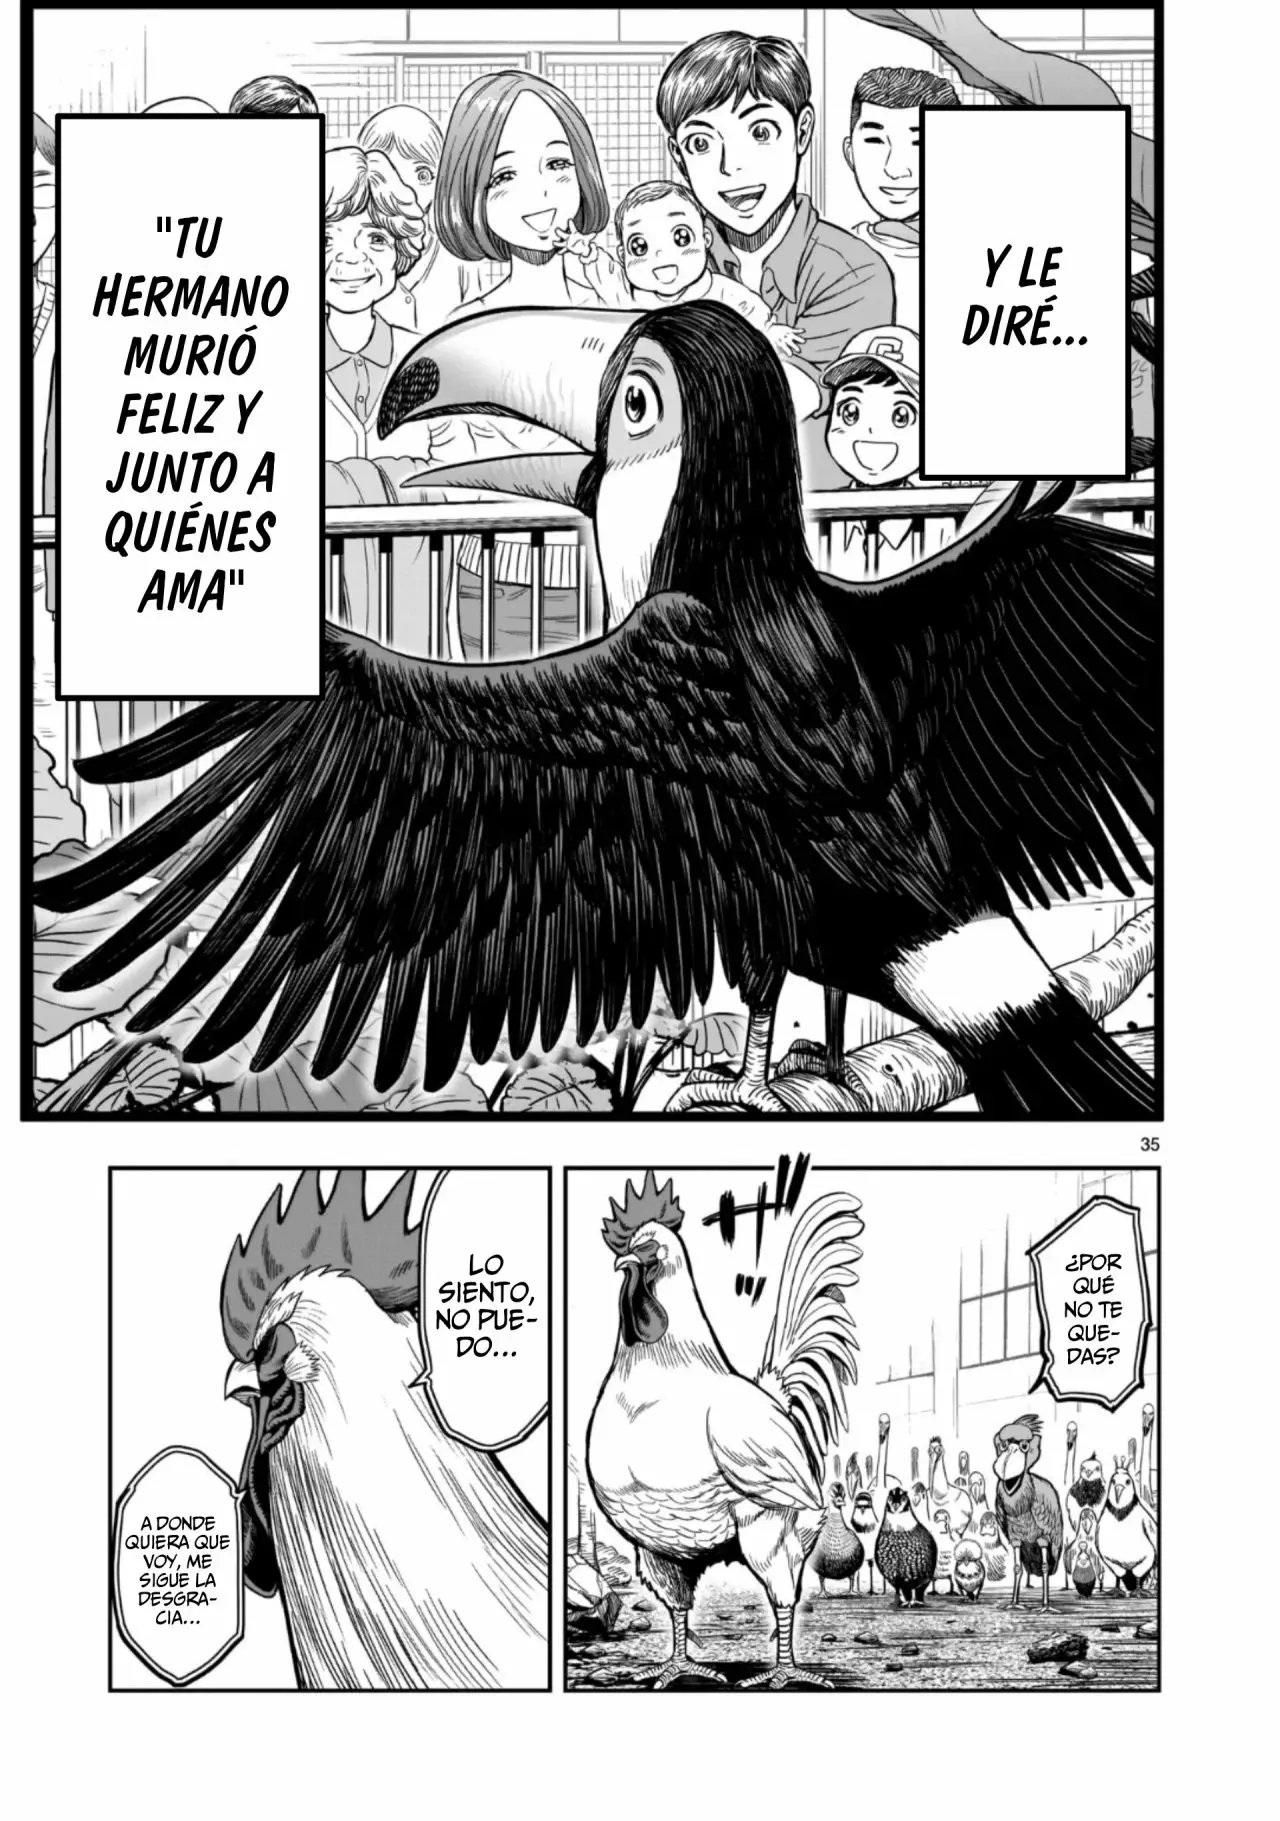 Y LE
DIRÉ...
"TU
HERMANO
MURIÓ
FELIZ Y
JUNTO A
QUIÉNES
AMA"
35
¿POR
QUÉ
NO TE
QUE-
DAS?
LO
SIENTO,
NO PUE-
DO...
A DONDE
QUIERA QUE
VOY, ME
SIGUE LA
DESGRA-
CIA...